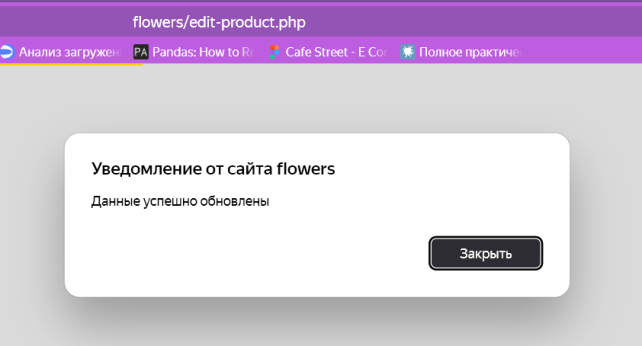 flowers/edit-product.php
Анализ загружен
PA Pandas: How to Re
Cafe Street - E Co
Полное практиче
Уведомление от сайта flowers
Данные успешно обновлены
Закрыть